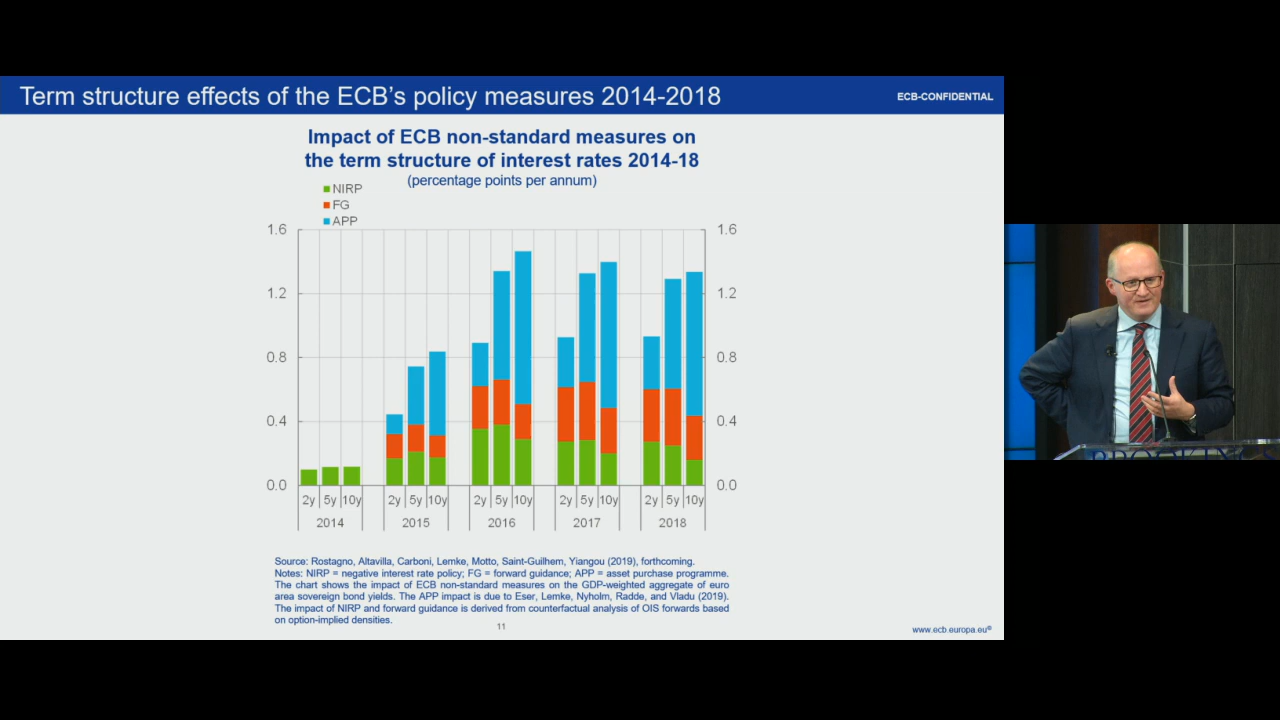 Term structure effects of the ECB's policy measures 2014-2018
ECB-CONFIDENTIAL
Impact of ECB non-standard measures on
the term structure of interest rates 2014-18
(percentage points per annum)
NIRP
FG
APP
1.6 1.6
1.2 1.2
0.8 0.8
0.4 0.4
0.0 0.0
2y 5y 10y 2y 5y 10y 2y 5y 10y 2y 5y 10y 2y 5y 10y
2014 2015 2016 2017 2018
Source: Rostagno, Altavilla, Carboni, Lemke, Motto, Saint-Guilhem, Yiangou (2019), forthcoming.
Notes: NIRP = negative interest rate policy; FG = forward guidance; APP = asset purchase programme.
The chart shows the impact of ECB non-standard measures on the GDP-weighted aggregate of euro
area sovereign bond yields. The APP impact is due to Eser, Lemke, Nyholm, Radde, and Vladu (2019).
The impact of NIRP and forward guidance is derived from counterfactual analysis of OIS forwards based
on option-implied densities.
11
www.ecb.europa.eu®
BROOKINGS